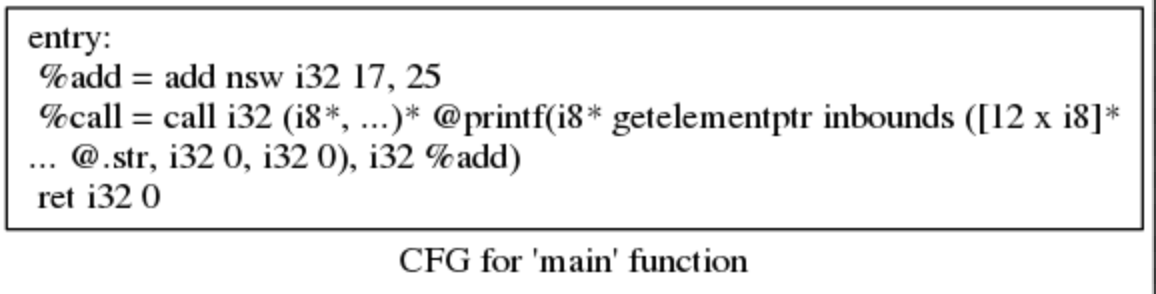 entry:
%add = add nsw i32 17, 25
%call = call i32 (i8*, ...)* @printf(i8* getelementptr inbounds ([12 x i8]*
... @.str, i32 0, i32 0), i32 %add)
ret i32 0
CFG for 'main' function